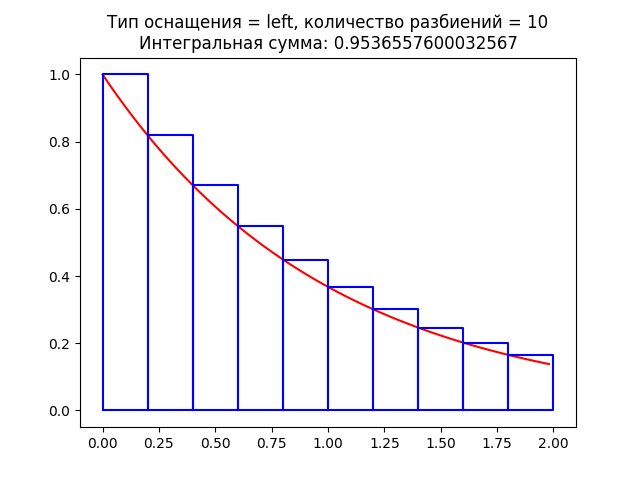 Тип оснащения = left, количество разбиений = 10
Интегральная сумма: 0.9536557600032567
1.0
0.8
0.6
0.4
0.2
0.0
0.00 0.25 0.50 0.75 1.00 1.25 1.50 1.75 2.00